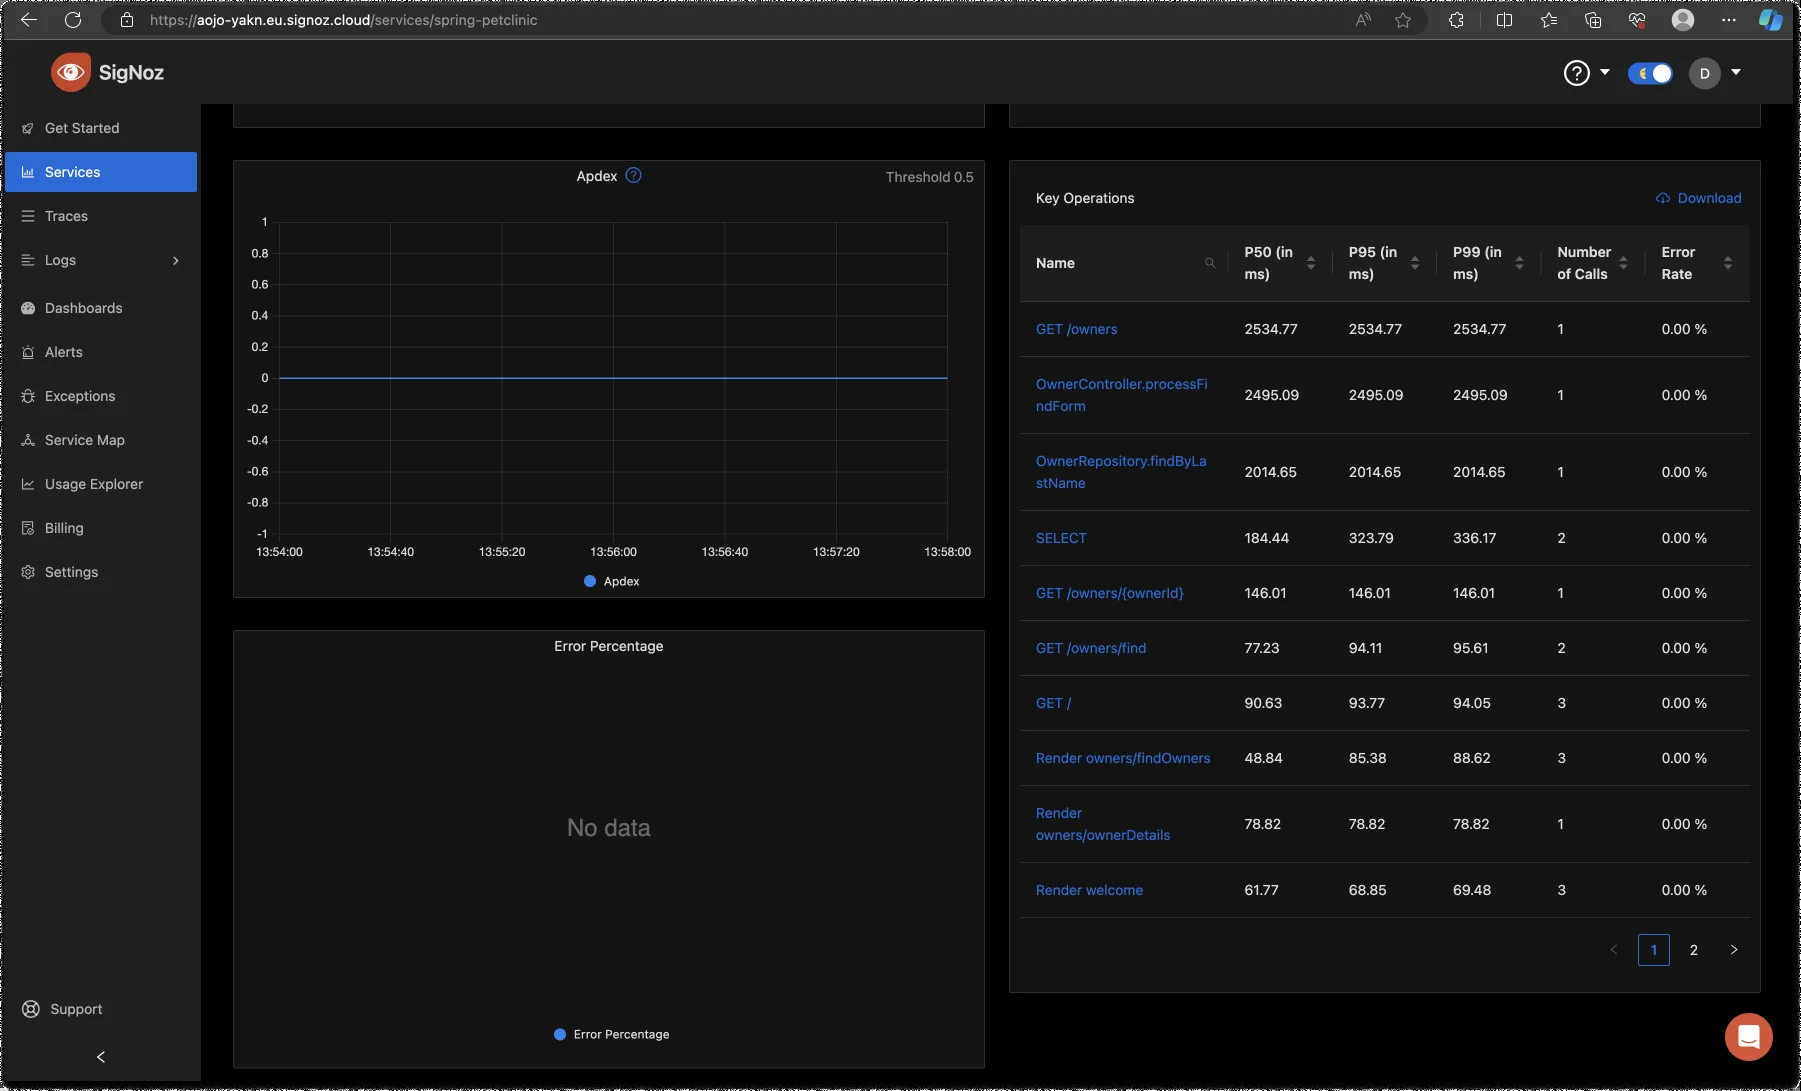 https://aojo-yakn.eu.signoz.cloud/services/spring-petclinic
SigNoz
D
Get Started
Services
Traces
Logs
Dashboards
Alerts
Exceptions
Service Map
Usage Explorer
Billing
Settings
Support
Apdex
Threshold 0.5
1
0.8
0.6
0.4
0.2
0
-0.2
-0.4
-0.6
-0.8
-1
13:54:00 13:54:40 13:55:20 13:56:00 13:56:40 13:57:20 13:58:00
Apdex
Error Percentage
No data
Error Percentage
Key Operations
Download
Name P50 (in ms) P95 (in ms) P99 (in ms) Number of Calls Error Rate
GET /owners 2534.77 2534.77 2534.77 1 0.00 %
OwnerController.processFi
ndForm 2495.09 2495.09 2495.09 1 0.00 %
OwnerRepository.findByLa
stName 2014.65 2014.65 2014.65 1 0.00 %
SELECT 184.44 323.79 336.17 2 0.00 %
GET /owners/{ownerId} 146.01 146.01 146.01 1 0.00 %
GET /owners/find 77.23 94.11 95.61 2 0.00 %
GET / 90.63 93.77 94.05 3 0.00 %
Render owners/findOwners 48.84 85.38 88.62 3 0.00 %
Render
owners/ownerDetails 78.82 78.82 78.82 1 0.00 %
Render welcome 61.77 68.85 69.48 3 0.00 %
1 2